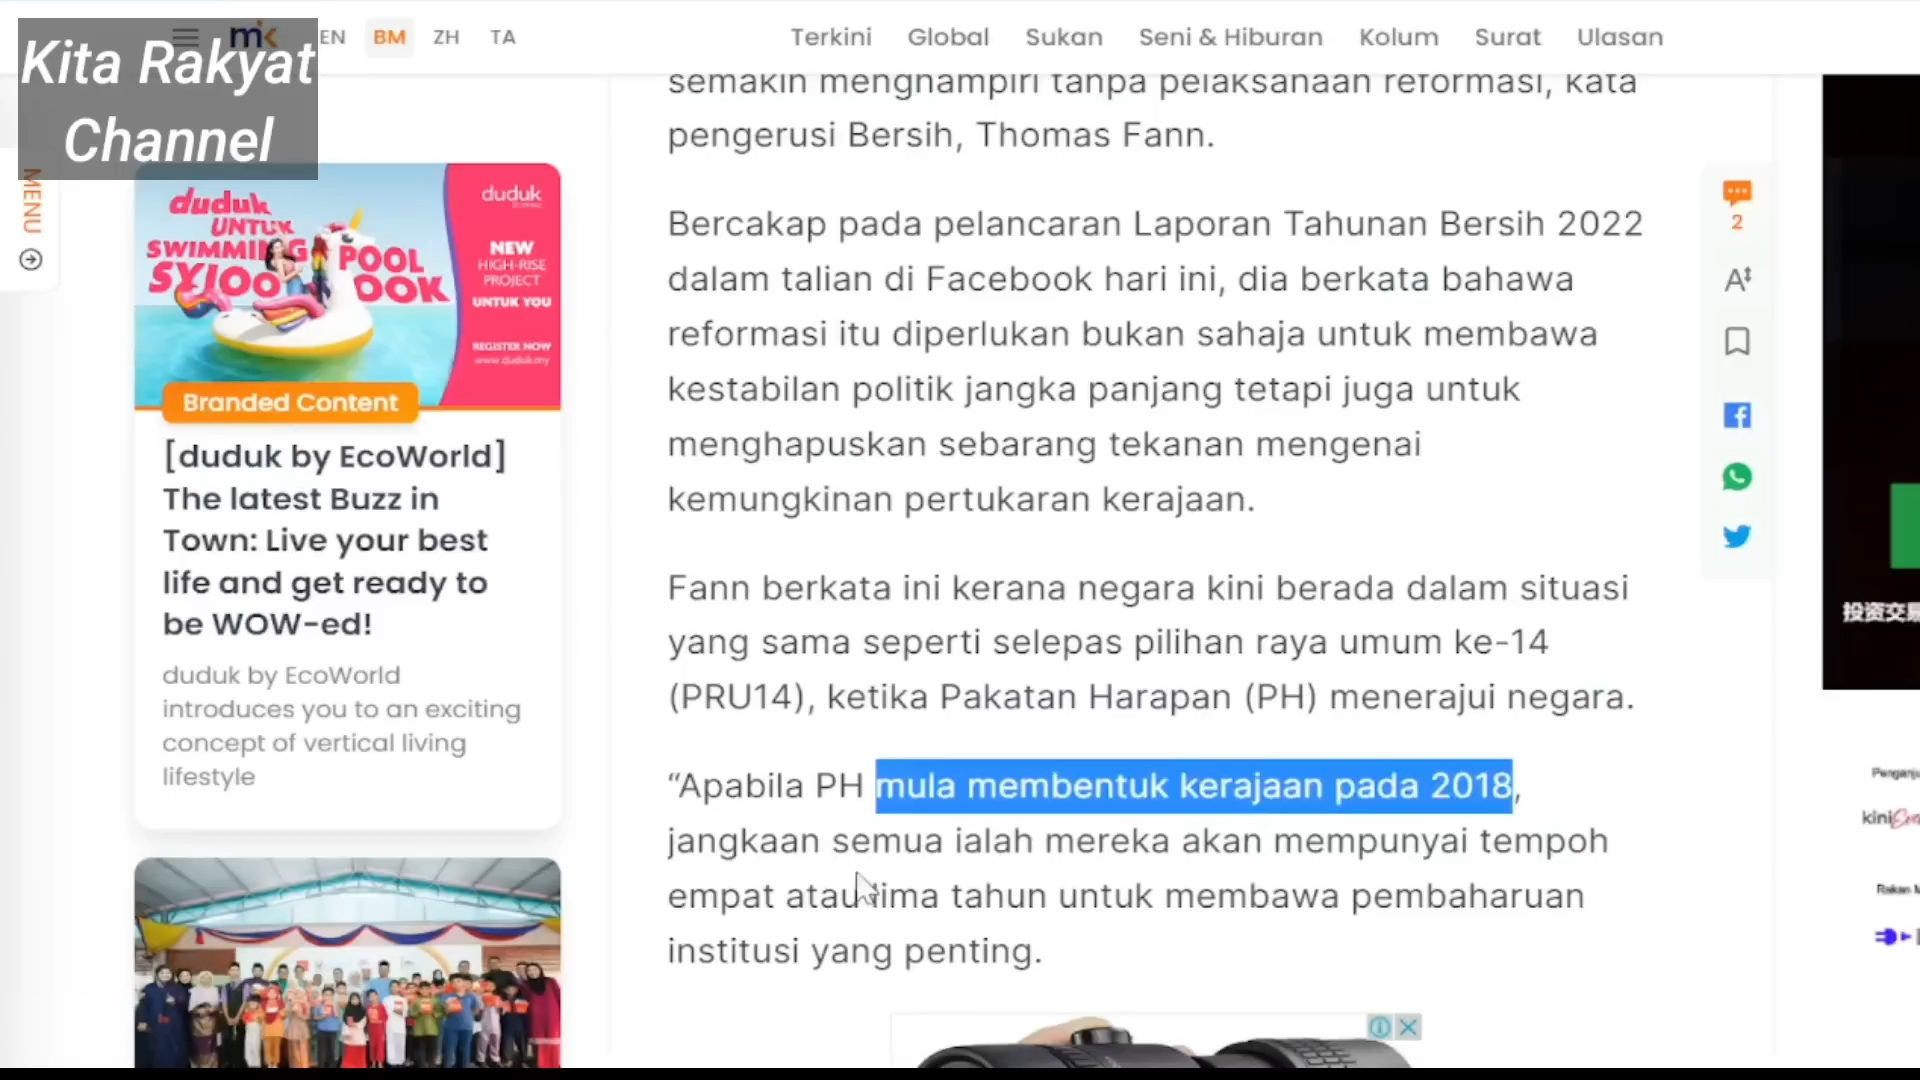 Kita Rakyat
Channel
mk EN BM ZH TA
Terkini Global Sukan Seni & Hiburan Kolum Surat Ulasan
MENU
duduk
UNTUK
SWIMMING POOL
duduk
NEW
HIGH-RISE
PROJECT
UNTUK YOU
REGISTER NOW
www.duduk.my
Branded Content
[duduk by EcoWorld]
The latest Buzz in
Town: Live your best
life and get ready to
be WOW-ed!
duduk by EcoWorld
introduces you to an exciting
concept of vertical living
lifestyle
semakin menghampiri tanpa pelaksanaan reformasi, kata
pengerusi Bersih, Thomas Fann.
Bercakap pada pelancaran Laporan Tahunan Bersih 2022
dalam talian di Facebook hari ini, dia berkata bahawa
reformasi itu diperlukan bukan sahaja untuk membawa
kestabilan politik jangka panjang tetapi juga untuk
menghapuskan sebarang tekanan mengenai
kemungkinan pertukaran kerajaan.
Fann berkata ini kerana negara kini berada dalam situasi
yang sama seperti selepas pilihan raya umum ke-14
(PRU14), ketika Pakatan Harapan (PH) menerajui negara.
“Apabila PH mula membentuk kerajaan pada 2018,
jangkaan semua ialah mereka akan mempunyai tempoh
empat atau lima tahun untuk membawa pembaharuan
institusi yang penting.
2
投资交易